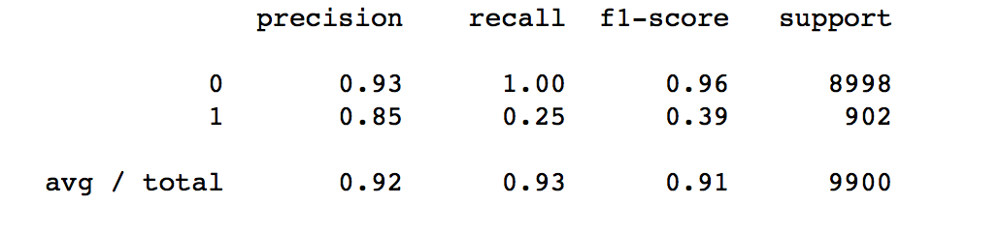 precision recall f1-score support
0 0.93 1.00 0.96 8998
1 0.85 0.25 0.39 902
avg / total 0.92 0.93 0.91 9900